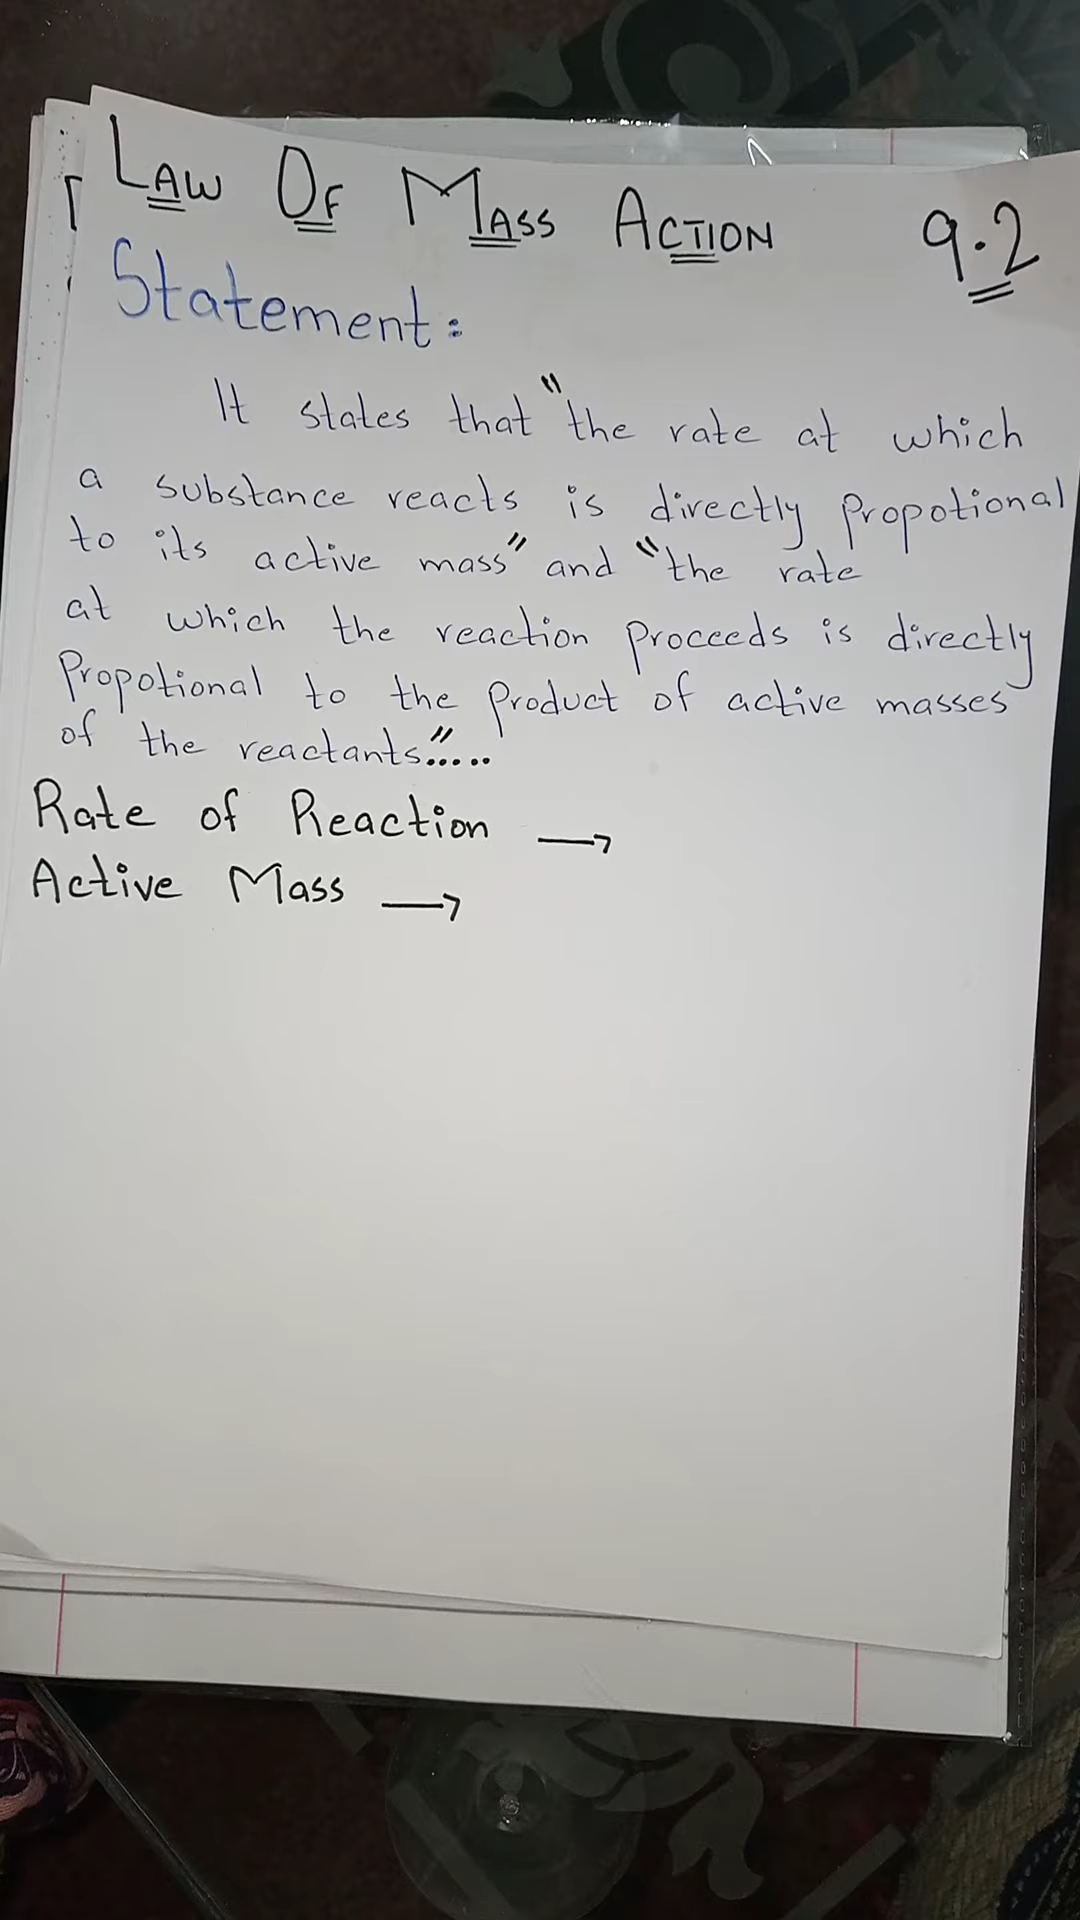 LAW OF MASS ACTION 9.2
Statement:
It states that "the rate at which
a substance reacts is directly Propotional
to its active mass" and "the rate
at which the reaction proceeds is directly
Propotional to the product of active masses
of the reactants".....
Rate of Reaction →
Active Mass →